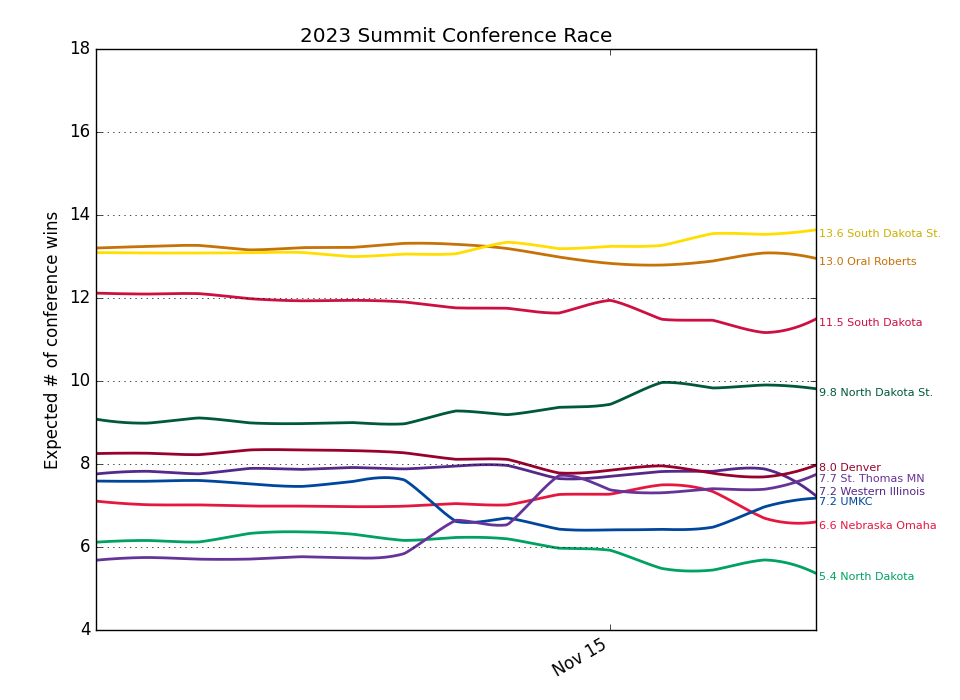 2023 Summit Conference Race
Expected # of conference wins
18
16
14
12
10
8
6
4
Nov 15
13.6 South Dakota St.
13.0 Oral Roberts
11.5 South Dakota
9.8 North Dakota St.
8.0 Denver
7.7 St. Thomas MN
7.2 Western Illinois
7.2 UMKC
6.6 Nebraska Omaha
5.4 North Dakota